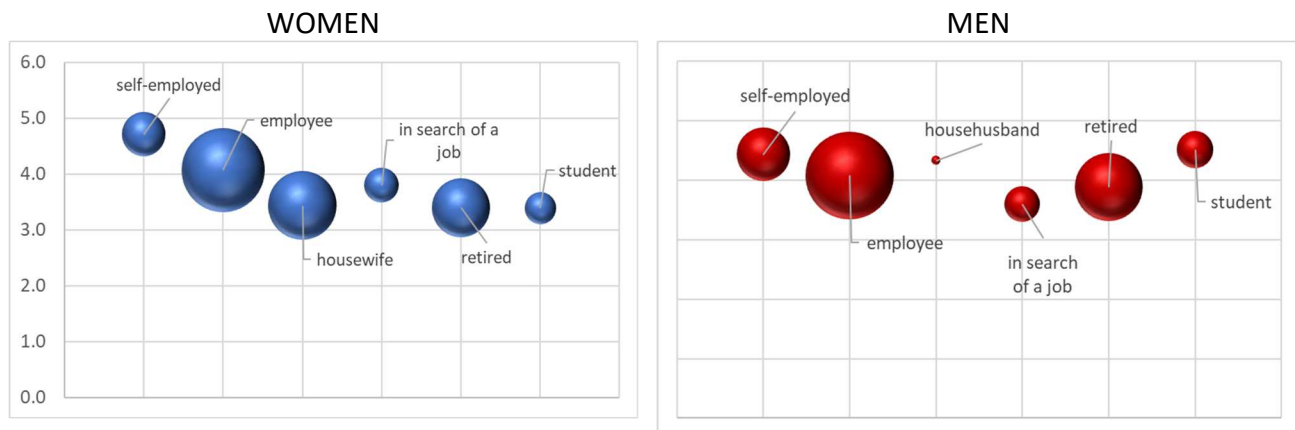 WOMEN
6.0
5.0
4.0
3.0
2.0
1.0
0.0
self-employed
employee
in search of a
job
student
housewife
retired
MEN
self-employed
househusband
retired
student
employee
in search
of a job